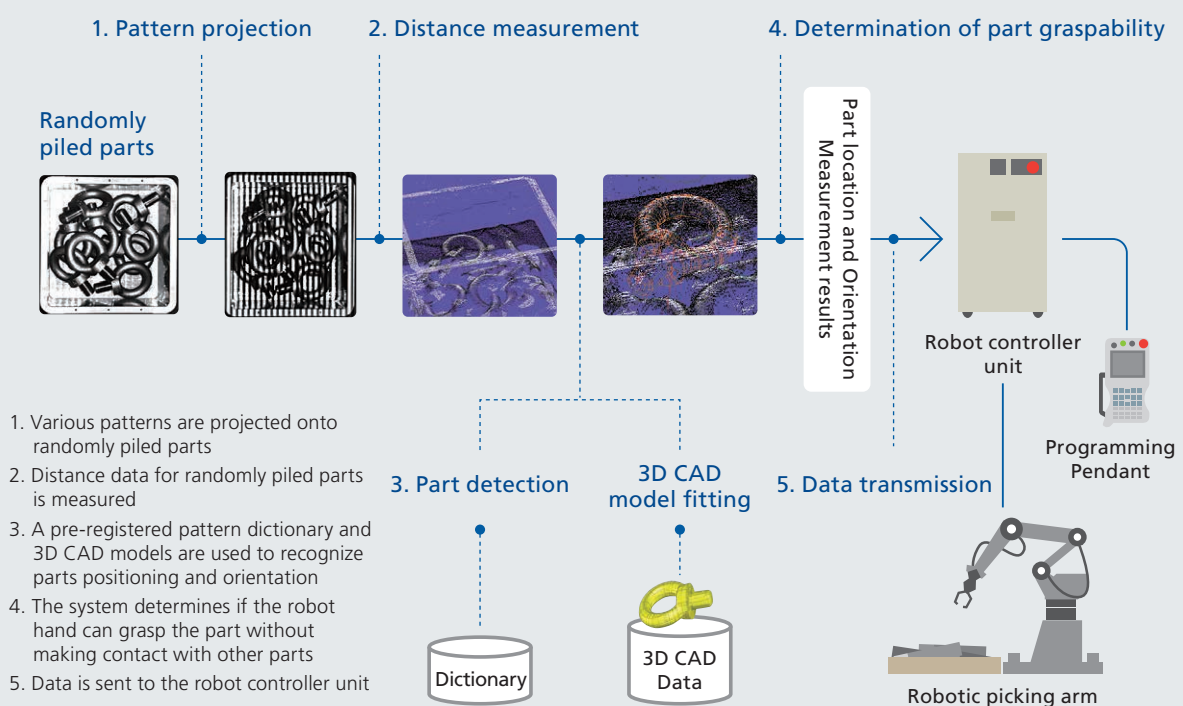 1. Pattern projection
2. Distance measurement
4. Determination of part graspability
Randomly
piled parts
Part location and Orientation
Measurement results
Robot controller
unit
Programming
Pendant
3. Part detection
3D CAD
model fitting
5. Data transmission
Dictionary
3D CAD
Data
Robotic picking arm
1. Various patterns are projected onto
randomly piled parts
2. Distance data for randomly piled parts
is measured
3. A pre-registered pattern dictionary and
3D CAD models are used to recognize
parts positioning and orientation
4. The system determines if the robot
hand can grasp the part without
making contact with other parts
5. Data is sent to the robot controller unit